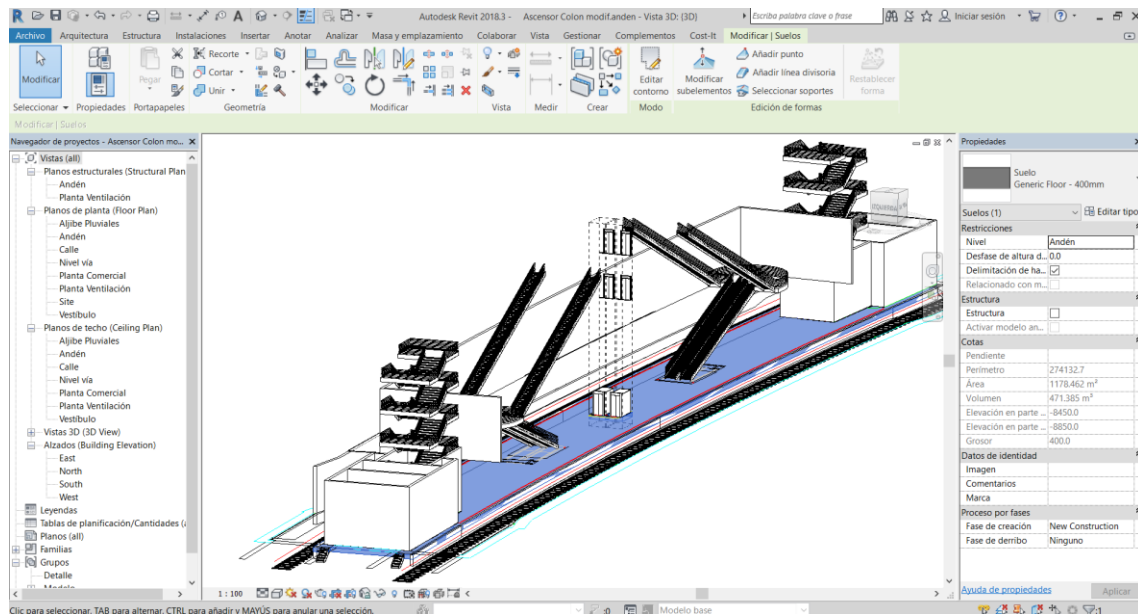 Autodesk Revit 2018.3 - Ascensor Colon modif.anden - Vista 3D: {3D}
Escriba palabra clave o frase
Iniciar sesión
Archivo Arquitectura Estructura Instalaciones Insertar Anotar Analizar Masa y emplazamiento Colaborar Vista Gestionar Complementos Cost-It Modificar | Suelos
Modificar
Pegar
Recorte
Cortar
Unir
Editar contorno
Modificar subelementos
Añadir punto
Añadir línea divisoria
Seleccionar soportes
Restablecer forma
Seleccionar Propiedades Portapapeles Geometría Modificar Vista Medir Crear Modo Edición de formas
Modificar | Suelos
Navegador de proyectos - Ascensor Colon mo...
Vistas (all)
Planos estructurales (Structural Plan
Andén
Planta Ventilación
Planos de planta (Floor Plan)
Aljibe Pluviales
Andén
Calle
Nivel vía
Planta Comercial
Planta Ventilación
Site
Vestíbulo
Planos de techo (Ceiling Plan)
Aljibe Pluviales
Andén
Calle
Nivel vía
Planta Comercial
Planta Ventilación
Vestíbulo
Vistas 3D (3D View)
Alzados (Building Elevation)
East
North
South
West
Leyendas
Tablas de planificación/Cantidades (
Planos (all)
Familias
Grupos
Detalle
1 : 100
Propiedades
Suelo
Generic Floor - 400mm
Suelos (1) Editar tipo
Restricciones
Nivel Andén
Desfase de altura d... 0.0
Delimitación de ha...
Relacionado con m...
Estructura
Estructura
Activar modelo an...
Cotas
Pendiente
Perímetro 274132.7
Área 1178.462 m²
Volumen 471.385 m³
Elevación en parte ... -8450.0
Elevación en parte ... -8850.0
Grosor 400.0
Datos de identidad
Imagen
Comentarios
Marca
Proceso por fases
Fase de creación New Construction
Fase de derribo Ninguno
Ayuda de propiedades Aplicar
Clic para seleccionar, TAB para alternar, CTRL para añadir y MAYÚS para anular una selección.
:0
Modelo base
:1